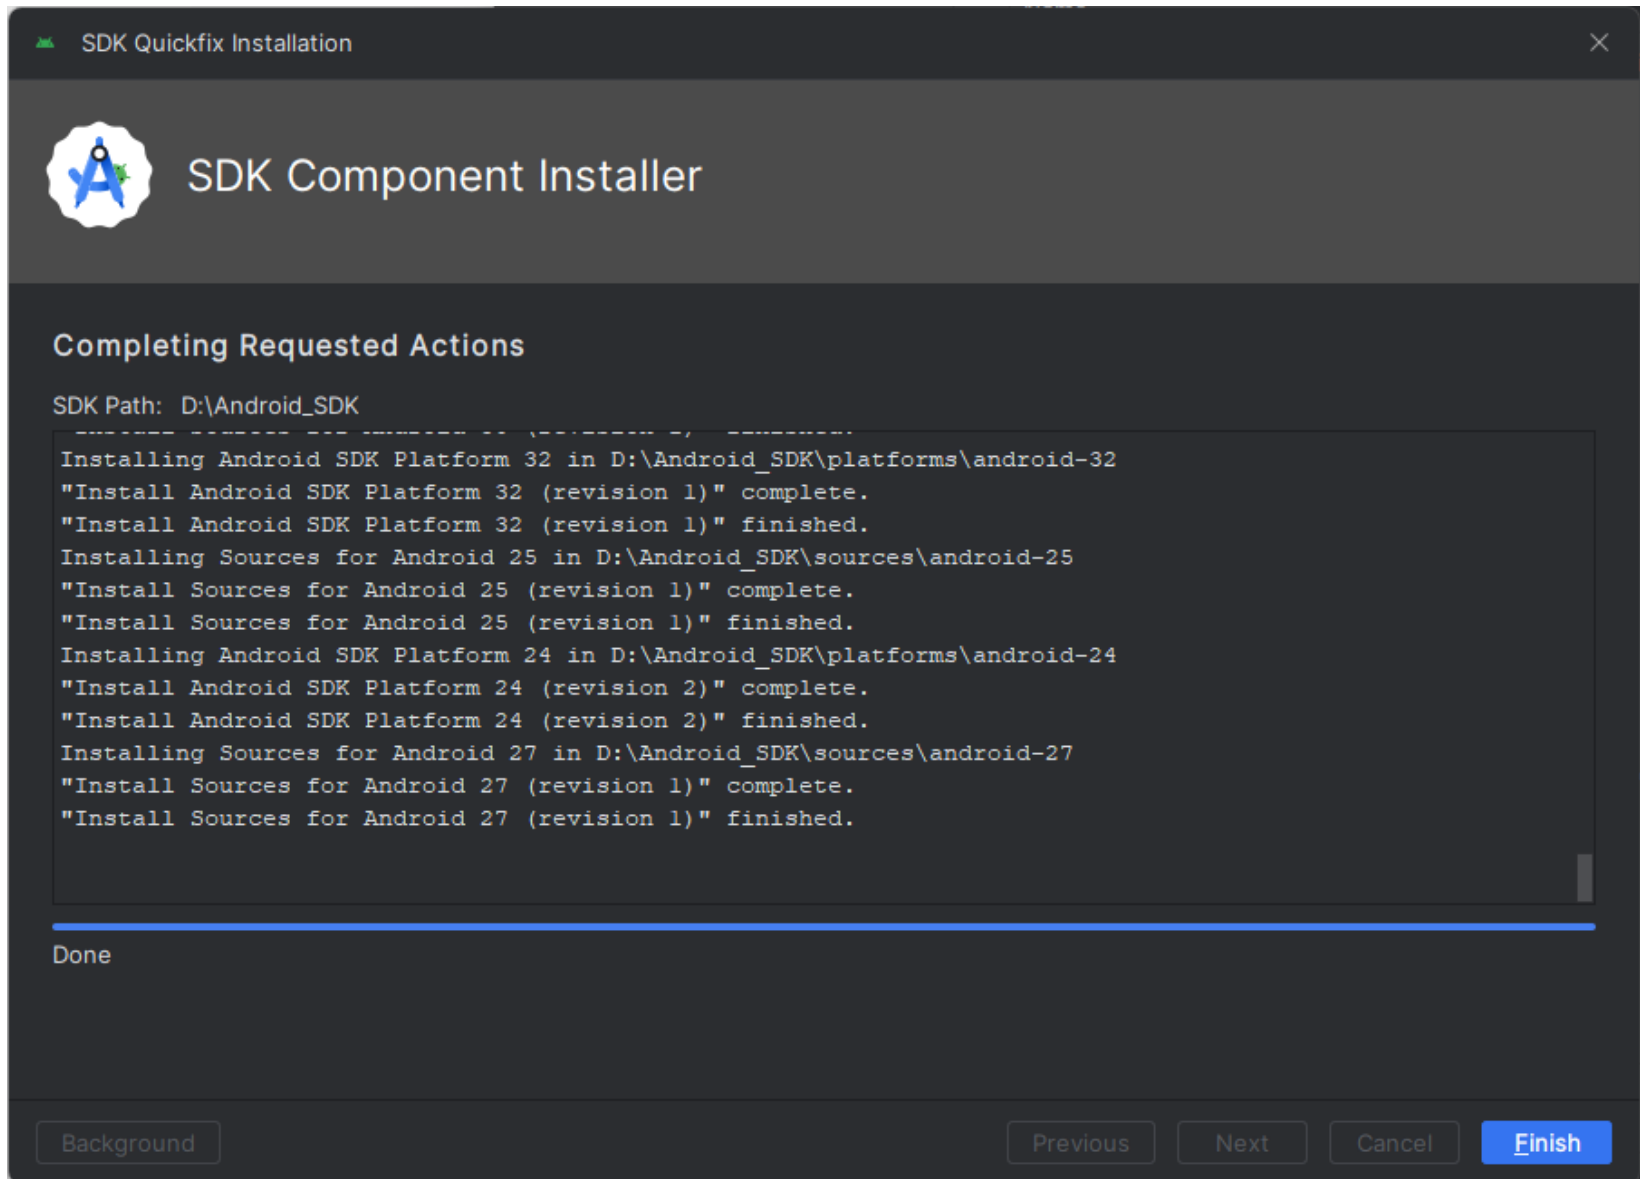 SDK Quickfix Installation
SDK Component Installer
Completing Requested Actions
SDK Path: D:\Android_SDK
Installing Android SDK Platform 32 in D:\Android_SDK\platforms\android-32
"Install Android SDK Platform 32 (revision 1)" complete.
"Install Android SDK Platform 32 (revision 1)" finished.
Installing Sources for Android 25 in D:\Android_SDK\sources\android-25
"Install Sources for Android 25 (revision 1)" complete.
"Install Sources for Android 25 (revision 1)" finished.
Installing Android SDK Platform 24 in D:\Android_SDK\platforms\android-24
"Install Android SDK Platform 24 (revision 2)" complete.
"Install Android SDK Platform 24 (revision 2)" finished.
Installing Sources for Android 27 in D:\Android_SDK\sources\android-27
"Install Sources for Android 27 (revision 1)" complete.
"Install Sources for Android 27 (revision 1)" finished.
Done
Background Previous Next Cancel Finish